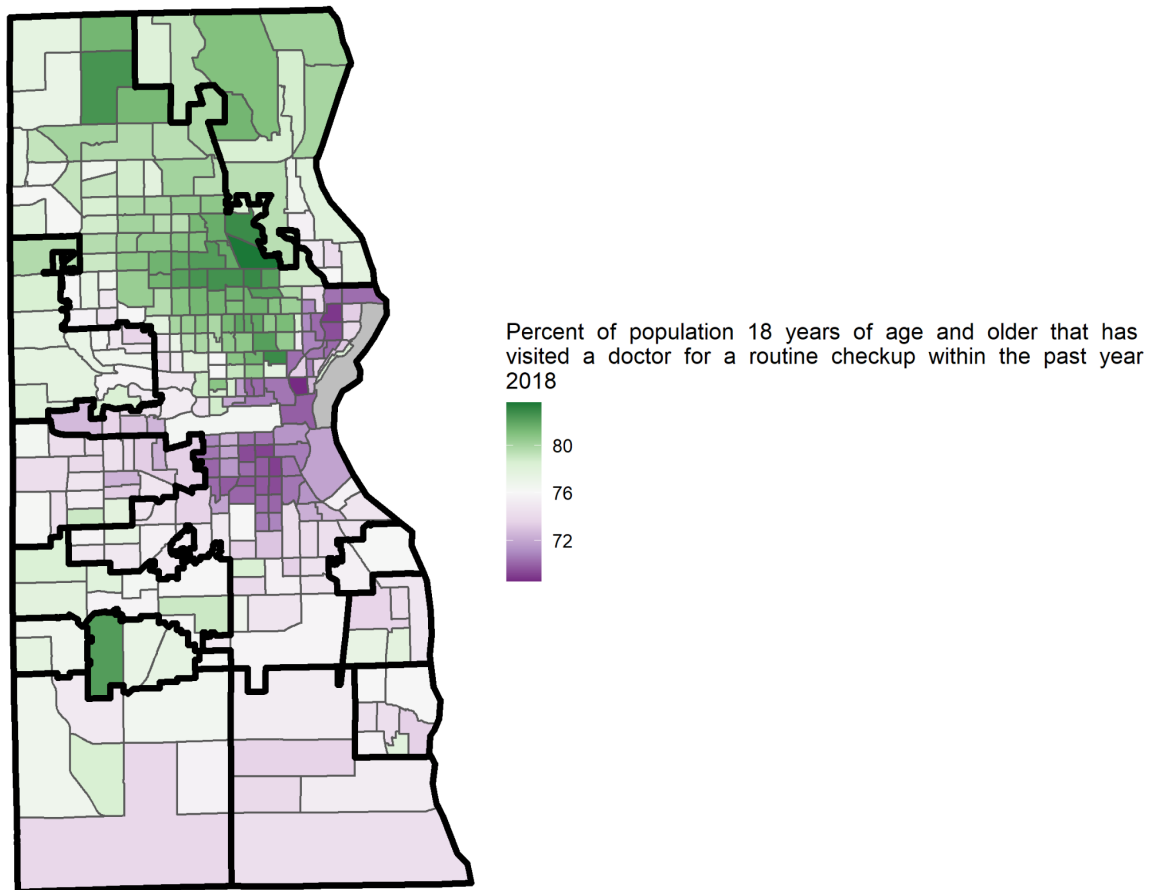 Percent of population 18 years of age and older that has
visited a doctor for a routine checkup within the past year
2018
80
76
72